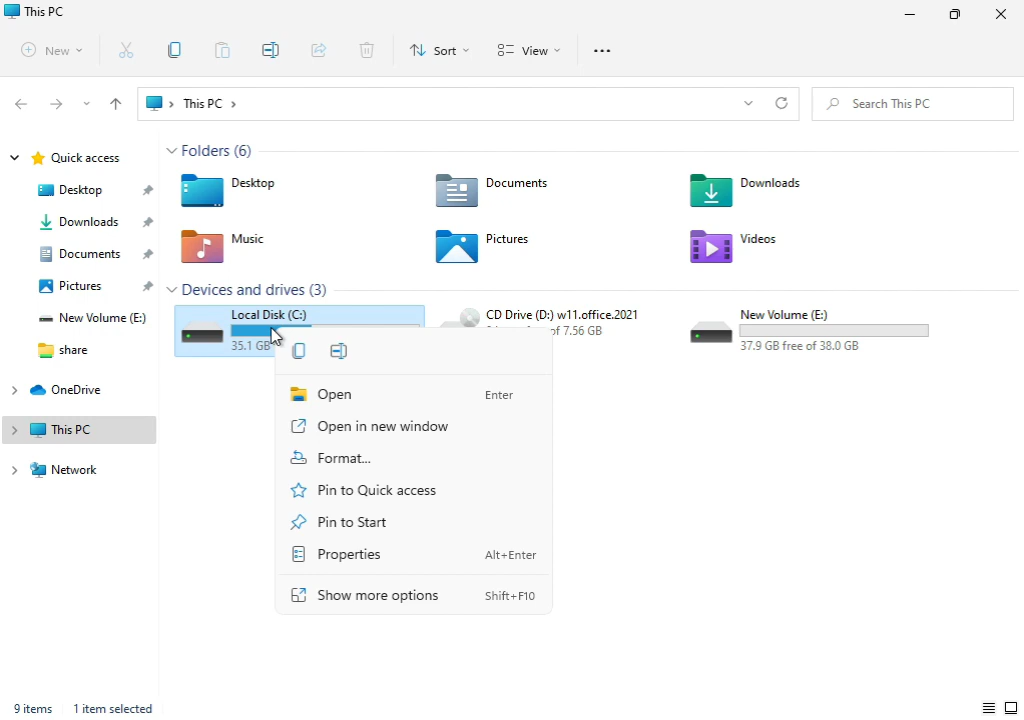 This PC
New
Sort
View
This PC
Search This PC
Quick access
Desktop
Downloads
Documents
Pictures
New Volume (E:)
share
OneDrive
This PC
Network
Folders (6)
Desktop
Documents
Downloads
Music
Pictures
Videos
Devices and drives (3)
Local Disk (C:)
35.1 GB
CD Drive (D:) w11.office.2021
of 7.56 GB
New Volume (E:)
37.9 GB free of 38.0 GB
Open Enter
Open in new window
Format...
Pin to Quick access
Pin to Start
Properties Alt+Enter
Show more options Shift+F10
9 items 1 item selected